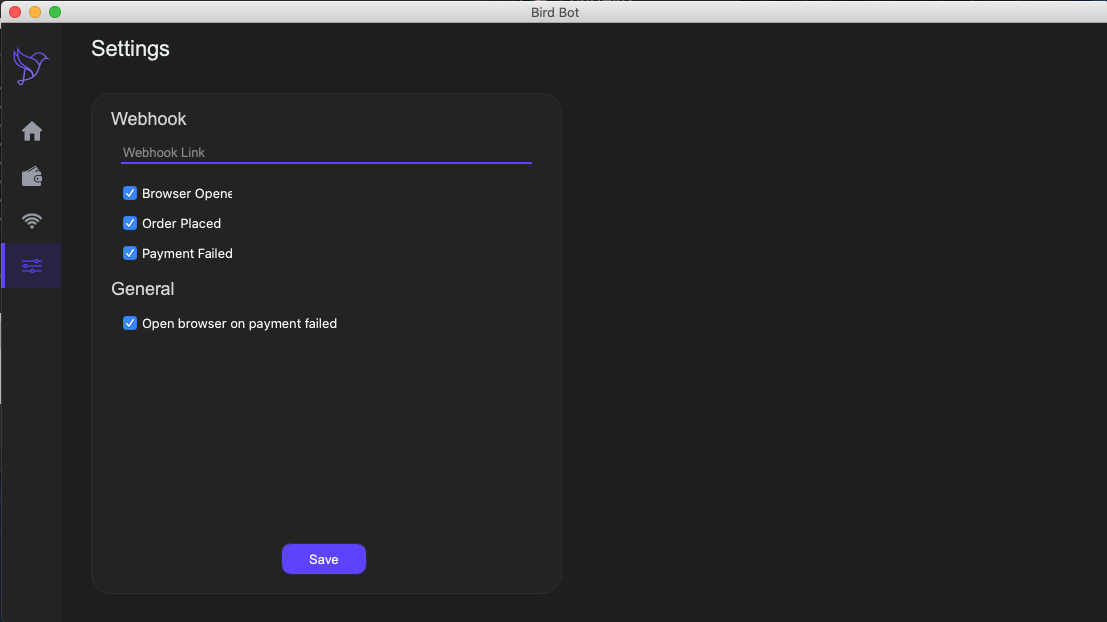 Bird Bot
Settings
Webhook
Webhook Link
Browser Opene
Order Placed
Payment Failed
General
Open browser on payment failed
Save